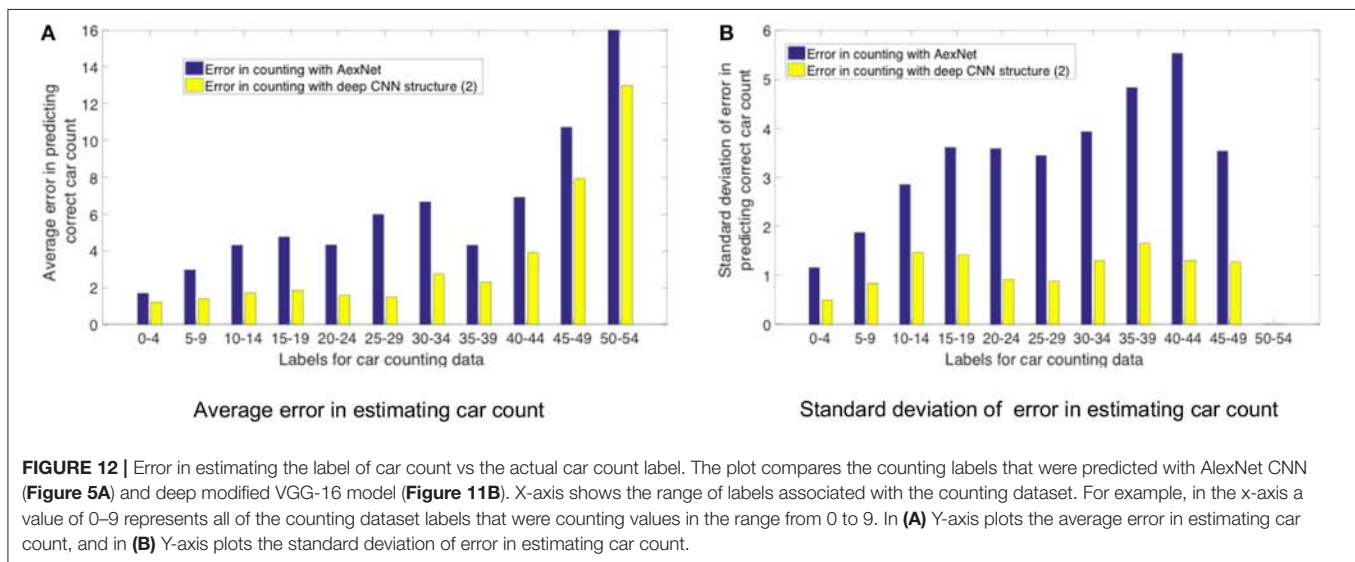 A
16
14
12
10
8
6
4
2
0
Average error in predicting
correct car count
Error in counting with AexNet
Error in counting with deep CNN structure (2)
0-4 5-9 10-14 15-19 20-24 25-29 30-34 35-39 40-44 45-49 50-54
Labels for car counting data
Average error in estimating car count
B
6
5
4
3
2
1
0
Standard deviation of error in
predicting correct car count
Error in counting with AexNet
Error in counting with deep CNN structure (2)
0-4 5-9 10-14 15-19 20-24 25-29 30-34 35-39 40-44 45-49 50-54
Labels for car counting data
Standard deviation of error in estimating car count
FIGURE 12 | Error in estimating the label of car count vs the actual car count label. The plot compares the counting labels that were predicted with AlexNet CNN
(Figure 5A) and deep modified VGG-16 model (Figure 11B). X-axis shows the range of labels associated with the counting dataset. For example, in the x-axis a
value of 0–9 represents all of the counting dataset labels that were counting values in the range from 0 to 9. In (A) Y-axis plots the average error in estimating car
count, and in (B) Y-axis plots the standard deviation of error in estimating car count.